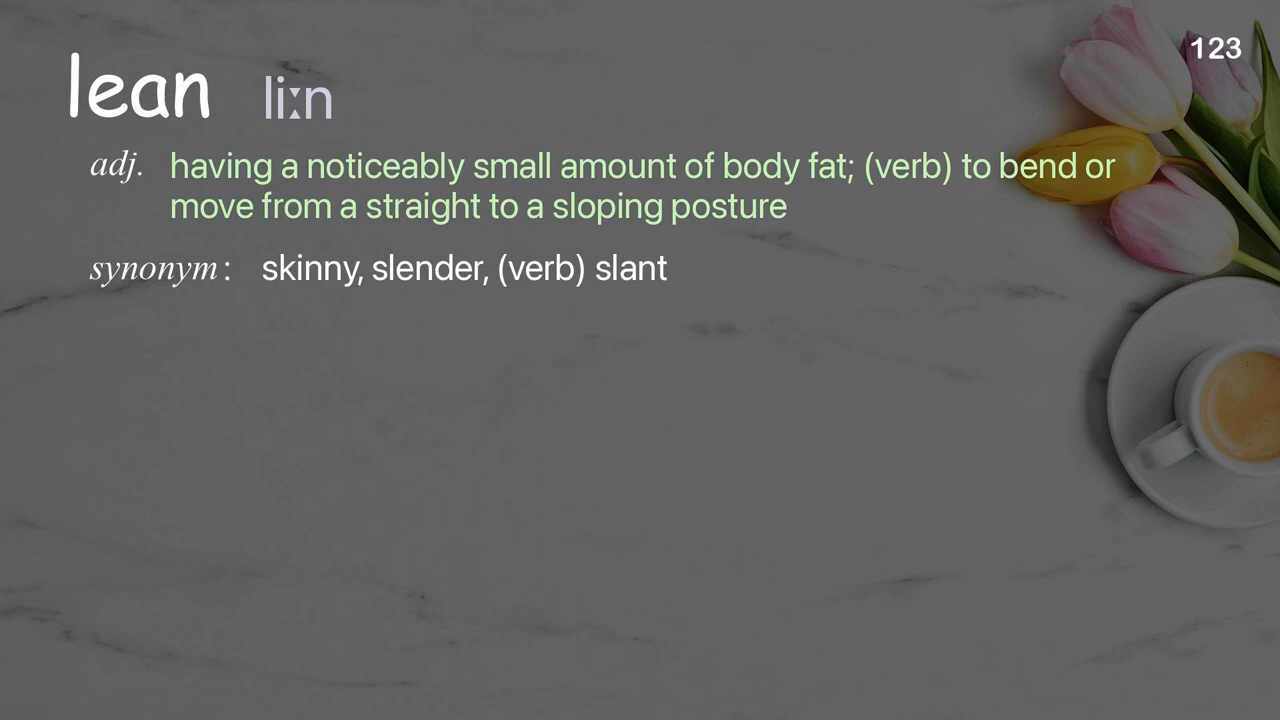 123
lean liːn
adj. having a noticeably small amount of body fat; (verb) to bend or
move from a straight to a sloping posture
synonym: skinny, slender, (verb) slant